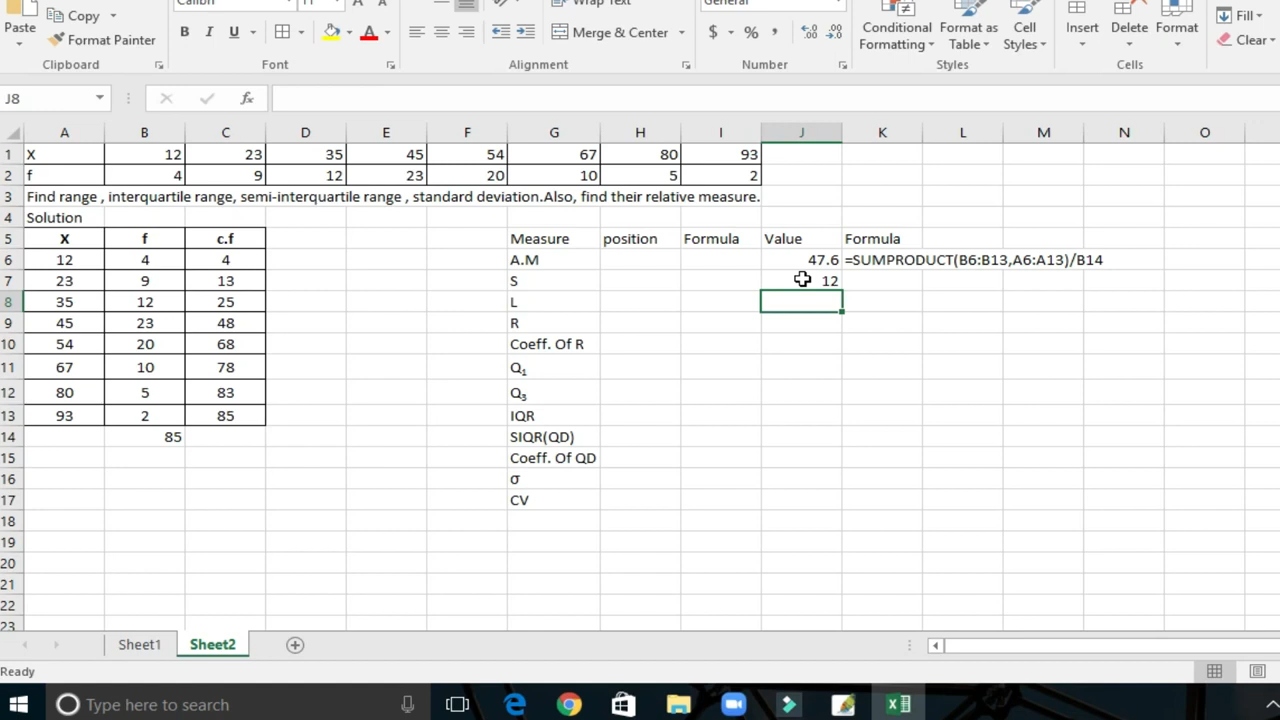 Calibri 11 A A Wrap Text General
Copy
Paste Format Painter B I U A Merge & Center $ % , Conditional Formatting Format as Table Cell Styles Insert Delete Format Fill Clear
Clipboard Font Alignment Number Styles Cells
J8 fx
A B C D E F G H I J K L M N O
1 X 12 23 35 45 54 67 80 93
2 f 4 9 12 23 20 10 5 2
3 Find range , interquartile range, semi-interquartile range , standard deviation.Also, find their relative measure.
4 Solution
5 X f c.f Measure position Formula Value Formula
6 12 4 4 A.M 47.6 =SUMPRODUCT(B6:B13,A6:A13)/B14
7 23 9 13 S 12
8 35 12 25 L
9 45 23 48 R
10 54 20 68 Coeff. Of R
11 67 10 78 Q₁
12 80 5 83 Q₃
13 93 2 85 IQR
14 85 SIQR(QD)
15 Coeff. Of QD
16 σ
17 CV
18
19
20
21
22
23
Sheet1 Sheet2
Ready
Type here to search